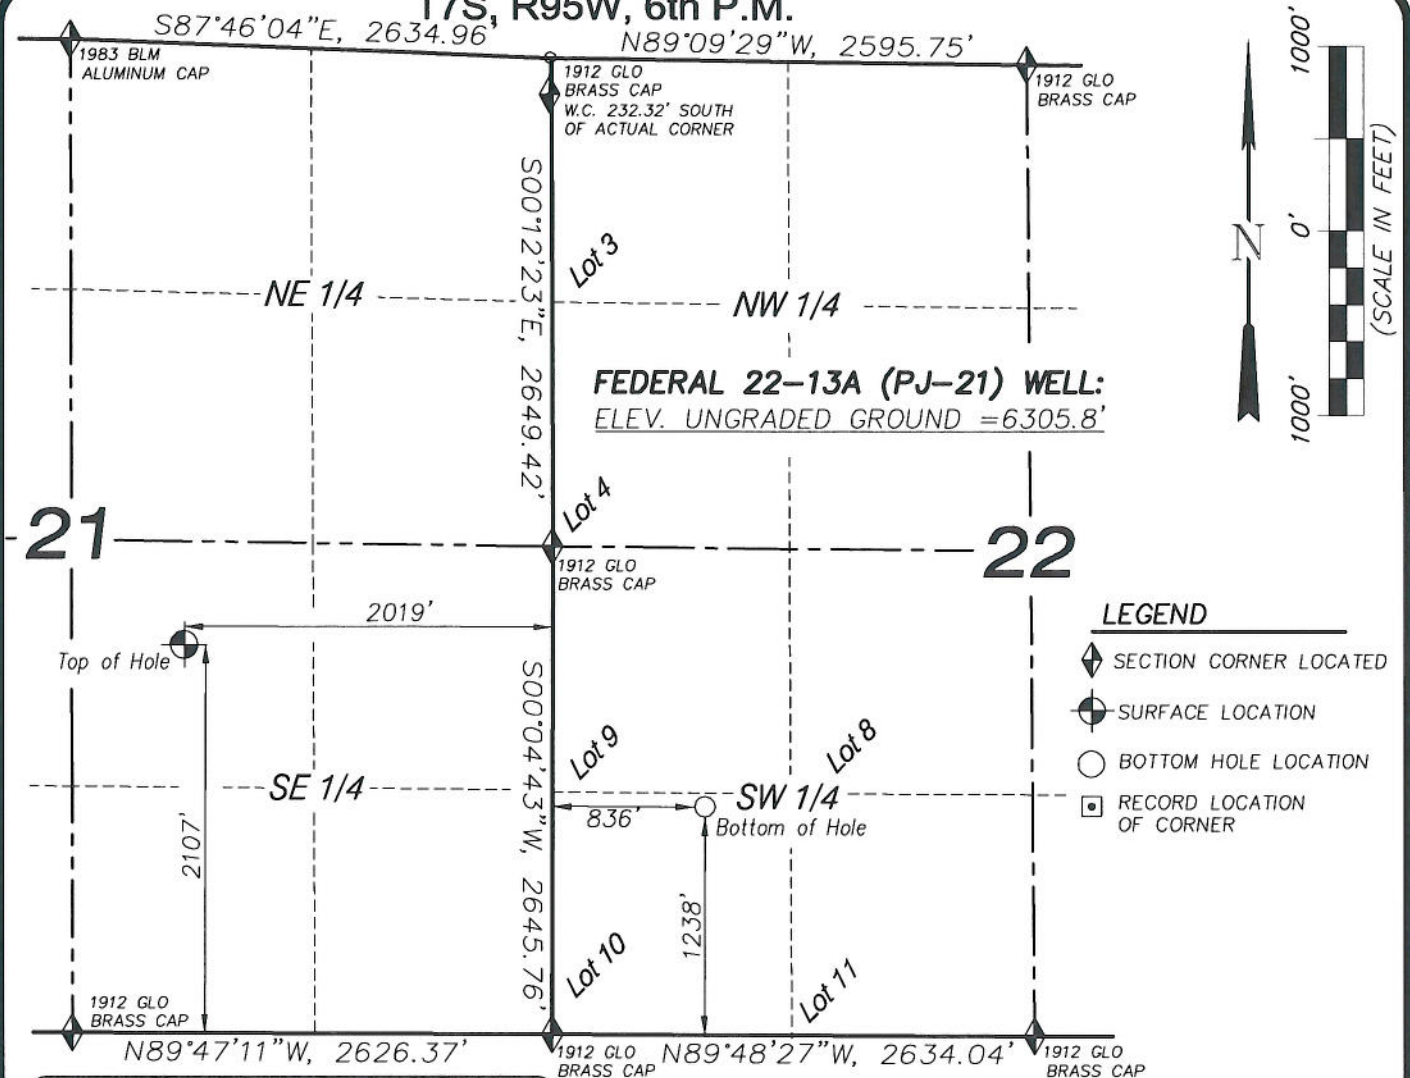 T7S, R95W, 6th P.M.
S87°46'04"E, 2634.96'
N89°09'29"W, 2595.75'
1983 BLM
ALUMINUM CAP
1912 GLO
BRASS CAP
W.C. 232.32' SOUTH
OF ACTUAL CORNER
1912 GLO
BRASS CAP
1000'
0'
1000'
(SCALE IN FEET)
N
S00°12'23"E, 2649.42'
Lot 3
NE 1/4
NW 1/4
FEDERAL 22-13A (PJ-21) WELL:
ELEV. UNGRADED GROUND =6305.8'
Lot 4
21
22
1912 GLO
BRASS CAP
2019'
Top of Hole
LEGEND
SECTION CORNER LOCATED
SURFACE LOCATION
BOTTOM HOLE LOCATION
RECORD LOCATION
OF CORNER
S00°04'43"W, 2645.76'
Lot 9
Lot 8
SE 1/4
SW 1/4
836'
Bottom of Hole
2107'
1238'
Lot 10
Lot 11
1912 GLO
BRASS CAP
N89°47'11"W, 2626.37'
1912 GLO
BRASS CAP
N89°48'27"W, 2634.04'
1912 GLO
BRASS CAP